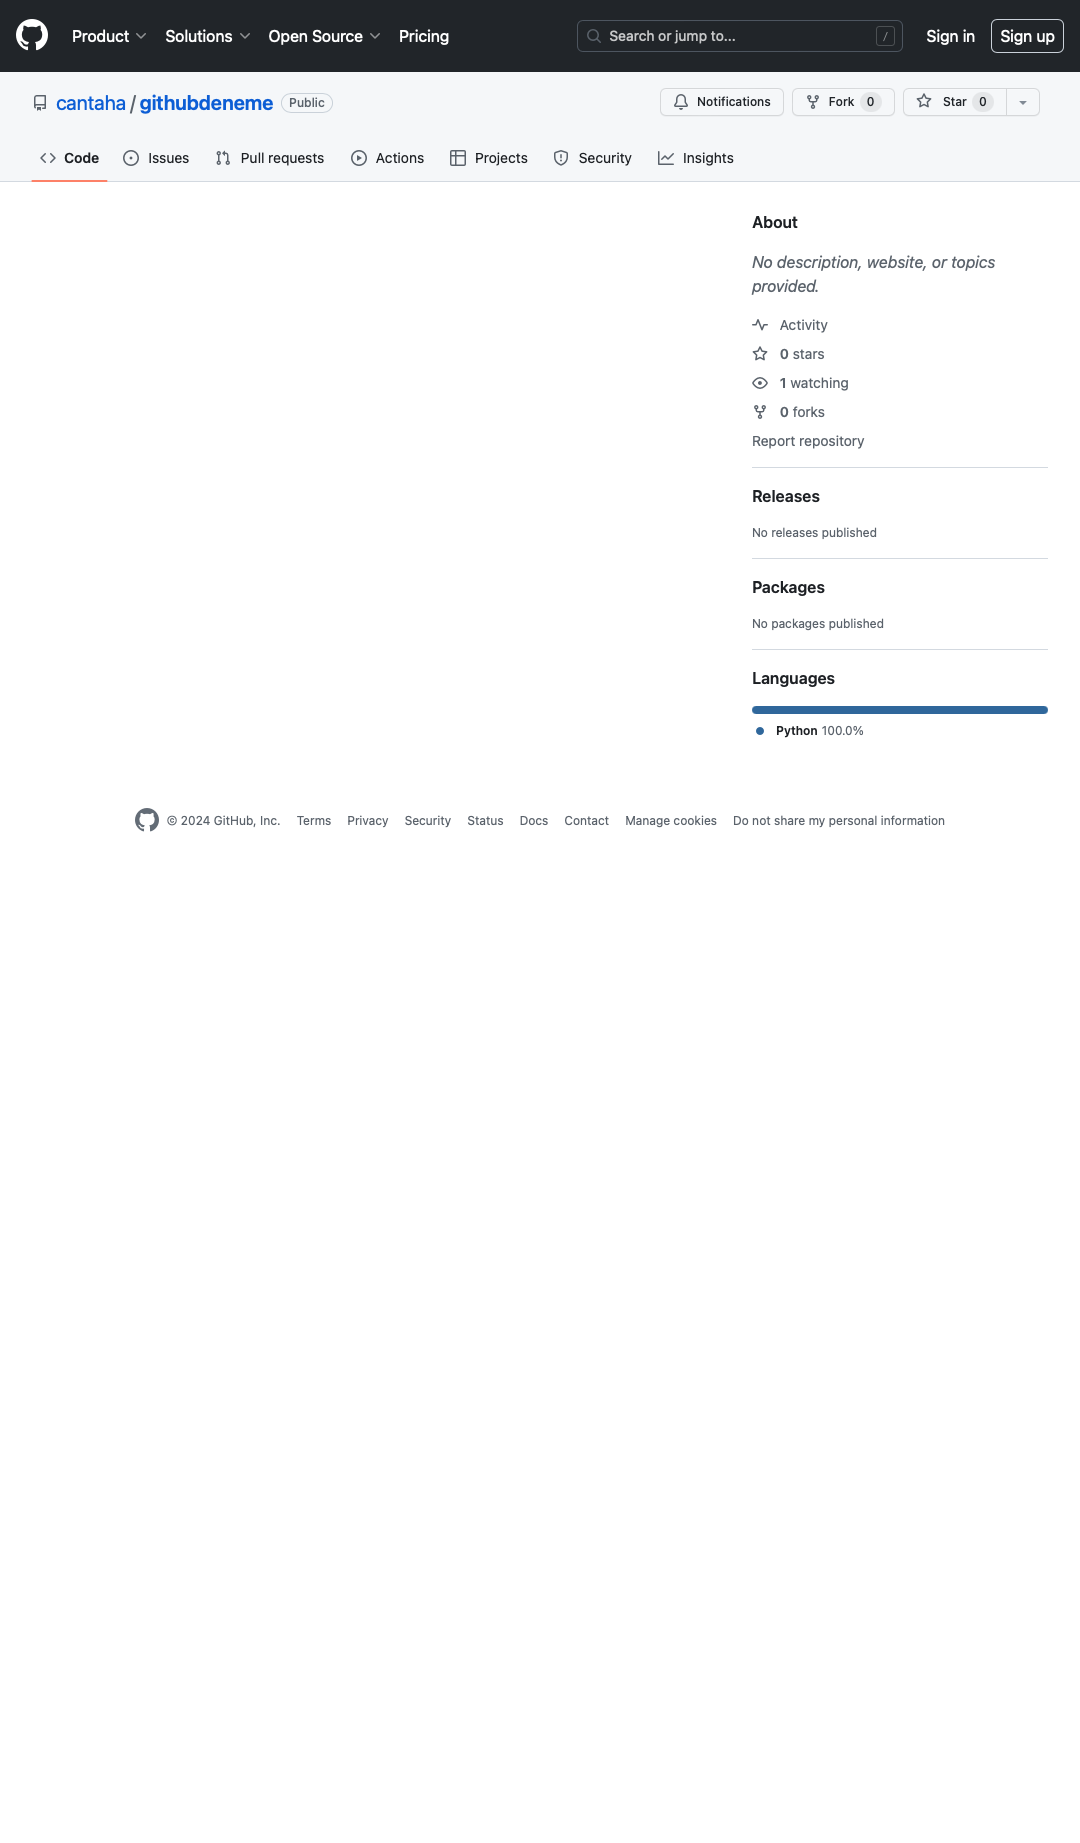 Product Solutions Open Source Pricing Search or jump to... / Sign in Sign up
cantaha / githubdeneme Public Notifications Fork 0 Star 0
Code Issues Pull requests Actions Projects Security Insights
About
No description, website, or topics
provided.
Activity
0 stars
1 watching
0 forks
Report repository
Releases
No releases published
Packages
No packages published
Languages
Python 100.0%
© 2024 GitHub, Inc. Terms Privacy Security Status Docs Contact Manage cookies Do not share my personal information